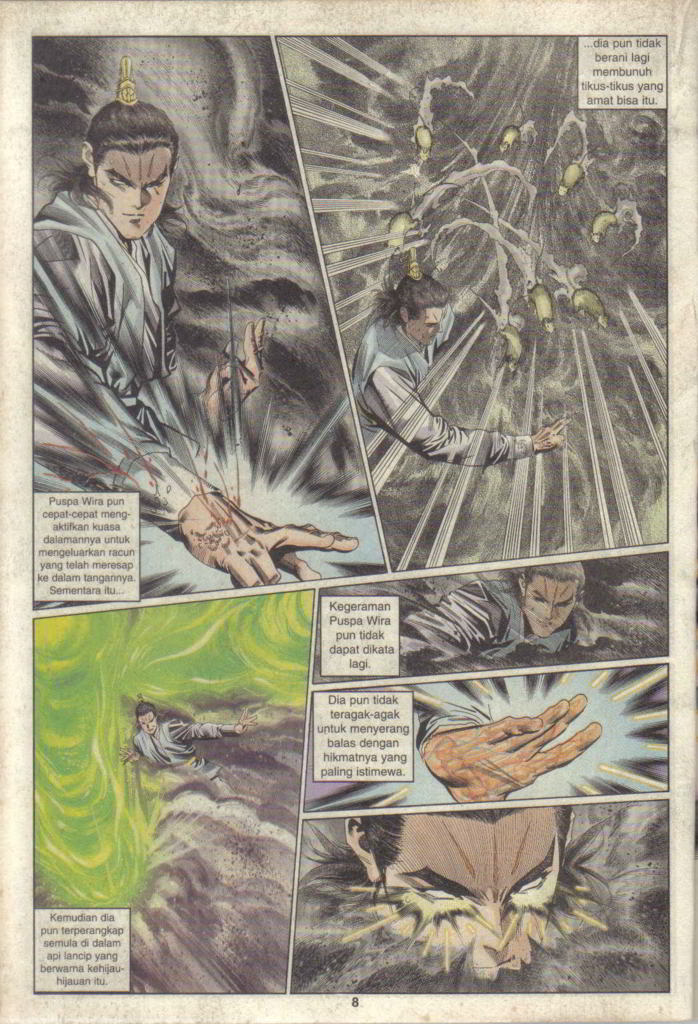 Puspa Wira pun
cepat-cepat meng-
aktifkan kuasa
dalamannya untuk
mengeluarkan racun
yang telah meresap
ke dalam tangannya.
Sementara itu...
...dia pun tidak
berani lagi
membunuh
tikus-tikus yang
amat bisa itu.
Kemudian dia
pun terperangkap
semula di dalam
api lancip yang
berwarna kehijau-
hijauan itu.
Kegeraman
Puspa Wira
pun tidak
dapat dikata
lagi.
Dia pun tidak
teragak-agak
untuk menyerang
balas dengan
hikmatnya yang
paling istimewa.
8